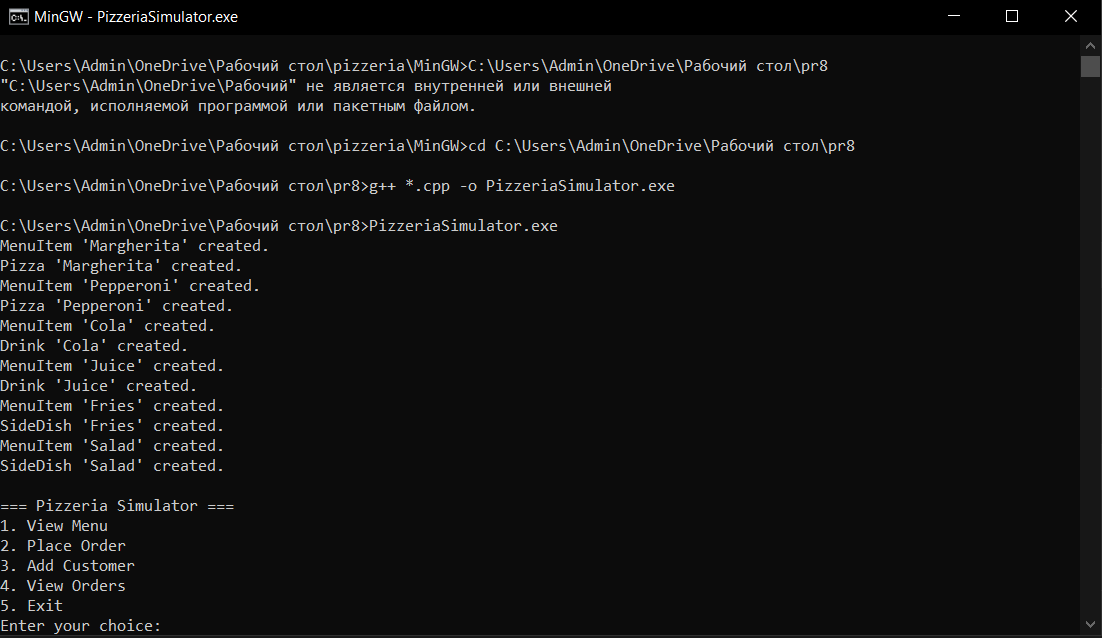 MinGW - PizzeriaSimulator.exe
C:\Users\Admin\OneDrive\Рабочий стол\pizzeria\MinGW>C:\Users\Admin\OneDrive\Рабочий стол\pr8
"C:\Users\Admin\OneDrive\Рабочий" не является внутренней или внешней
командой, исполняемой программой или пакетным файлом.
C:\Users\Admin\OneDrive\Рабочий стол\pizzeria\MinGW>cd C:\Users\Admin\OneDrive\Рабочий стол\pr8
C:\Users\Admin\OneDrive\Рабочий стол\pr8>g++ *.cpp -o PizzeriaSimulator.exe
C:\Users\Admin\OneDrive\Рабочий стол\pr8>PizzeriaSimulator.exe
MenuItem 'Margherita' created.
Pizza 'Margherita' created.
MenuItem 'Pepperoni' created.
Pizza 'Pepperoni' created.
MenuItem 'Cola' created.
Drink 'Cola' created.
MenuItem 'Juice' created.
Drink 'Juice' created.
MenuItem 'Fries' created.
SideDish 'Fries' created.
MenuItem 'Salad' created.
SideDish 'Salad' created.
=== Pizzeria Simulator ===
1. View Menu
2. Place Order
3. Add Customer
4. View Orders
5. Exit
Enter your choice: